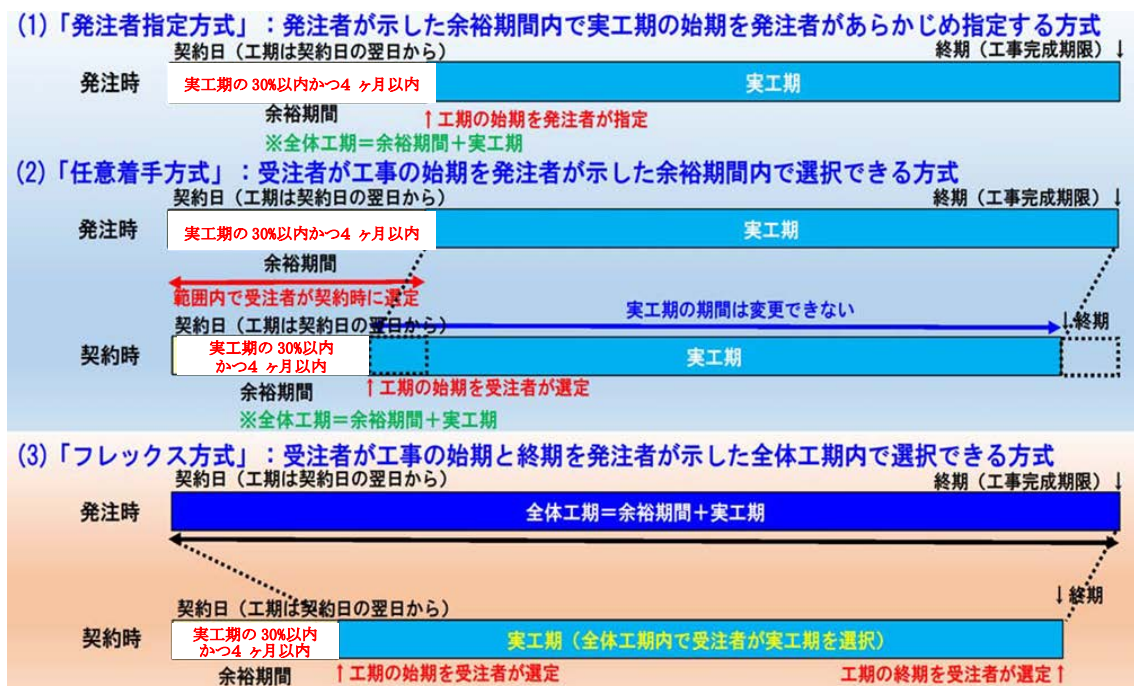 (1)「発注者指定方式」：発注者が示した余裕期間内で実工期の始期を発注者があらかじめ指定する方式
契約日（工期は契約日の翌日から）
終期（工事完成期限）↓
発注時
実工期の30%以内かつ4ヶ月以内
実工期
余裕期間
↑工期の始期を発注者が指定
※全体工期＝余裕期間＋実工期
(2)「任意着手方式」：受注者が工事の始期を発注者が示した余裕期間内で選択できる方式
契約日（工期は契約日の翌日から）
終期（工事完成期限）↓
発注時
実工期の30%以内かつ4ヶ月以内
実工期
余裕期間
範囲内で受注者が契約時に選定
実工期の期間は変更できない
契約日（工期は契約日の翌日から）
↓終期
契約時
実工期の30%以内
かつ4ヶ月以内
実工期
余裕期間
↑工期の始期を受注者が選定
※全体工期＝余裕期間＋実工期
(3)「フレックス方式」：受注者が工事の始期と終期を発注者が示した全体工期内で選択できる方式
契約日（工期は契約日の翌日から）
終期（工事完成期限）↓
発注時
全体工期＝余裕期間＋実工期
契約日（工期は契約日の翌日から）
↓終期
契約時
実工期の30%以内
かつ4ヶ月以内
実工期（全体工期内で受注者が実工期を選択）
余裕期間
↑工期の始期を受注者が選定
工期の終期を受注者が選定↑